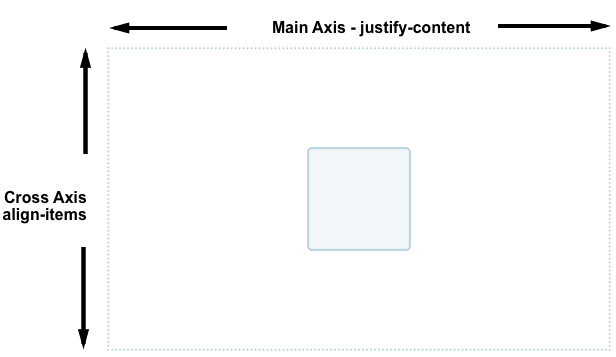 Main Axis - justify-content
Cross Axis
align-items